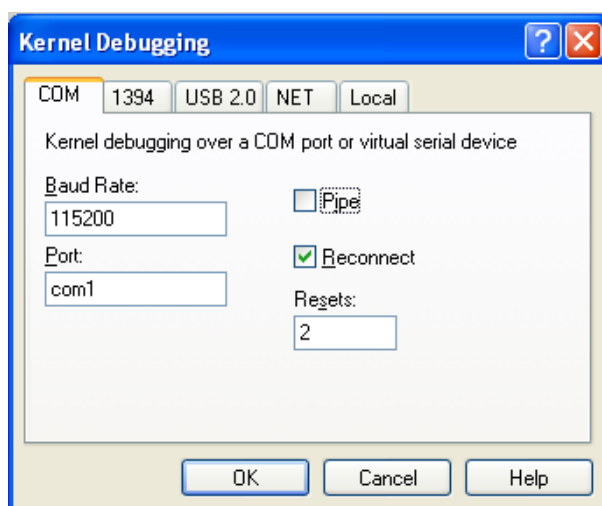 Kernel Debugging
COM 1394 USB 2.0 NET Local
Kernel debugging over a COM port or virtual serial device
Baud Rate:
115200
Pipe
Port:
com1
Reconnect
Resets:
2
OK Cancel Help